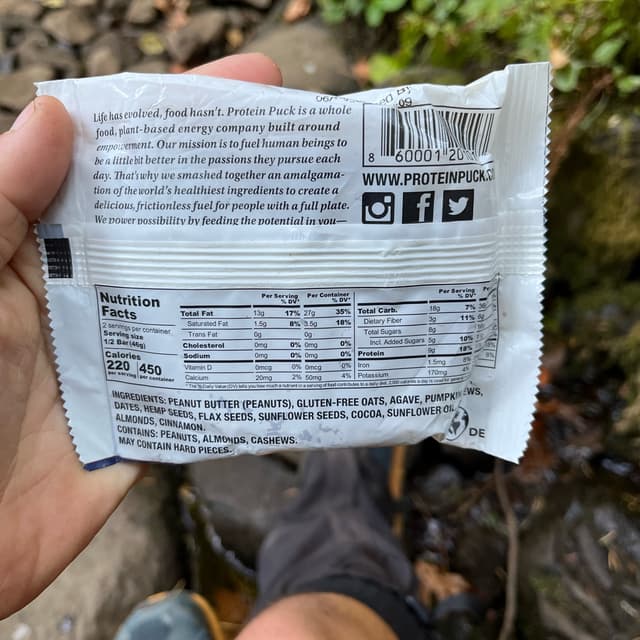 Life has evolved, food hasn't. Protein Puck is a whole
food, plant-based energy company built around
empowerment. Our mission is to fuel human beings to
be a little bit better in the passions they pursue each
day. That's why we smashed together an amalgama-
tion of the world's healthiest ingredients to create a
delicious, frictionless fuel for people with a full plate.
We power possibility by feeding the potential in you—
09
8 60001 20
WWW.PROTEINPUCK
Nutrition
Facts
2 servings per container
Serving size
1/2 Bar(46g)
Calories
220 450
per serving per container
Per Serving Per Container
% DV* % DV*
Total Fat 13g 17% 27g 35%
Saturated Fat 1.5g 8% 3.5g 18%
Trans Fat 0g 0g
Cholesterol 0mg 0% 0mg 0%
Sodium 0mg 0% 0mg 0%
Vitamin D 0mcg 0% 0mcg 0%
Calcium 20mg 2% 50mg 4%
Per Serving
% DV*
Total Carb. 18g 7%
Dietary Fiber 3g 11%
Total Sugars 8g
Incl. Added Sugars 5g 10%
Protein 9g 18%
Iron 1.5mg 8%
Potassium 170mg 4%
INGREDIENTS: PEANUT BUTTER (PEANUTS), GLUTEN-FREE OATS, AGAVE, PUMPKIN EWS,
DATES, HEMP SEEDS, FLAX SEEDS, SUNFLOWER SEEDS, COCOA, SUNFLOWER
ALMONDS, CINNAMON.
CONTAINS: PEANUTS, ALMONDS, CASHEWS.
MAY CONTAIN HARD PIECES.
DE